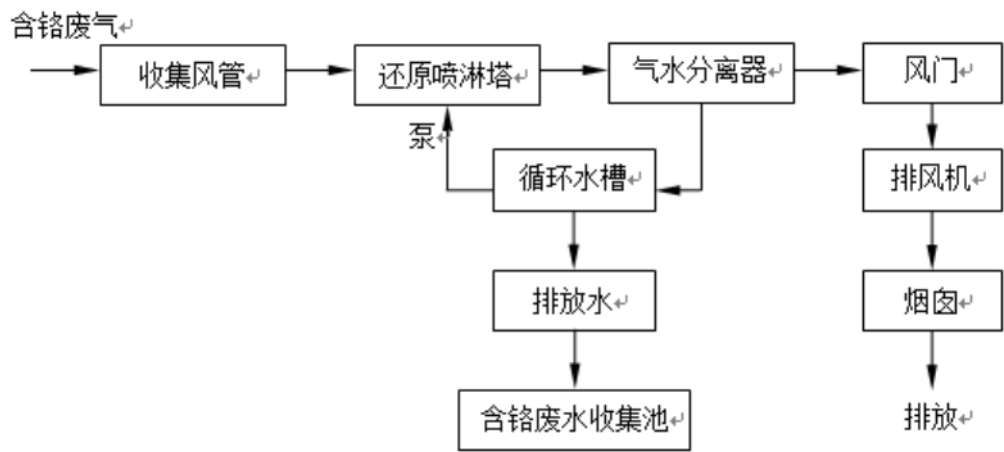 含铬废气
收集风管
还原喷淋塔
气水分离器
风门
泵
循环水槽
排风机
排放水
烟囱
含铬废水收集池
排放